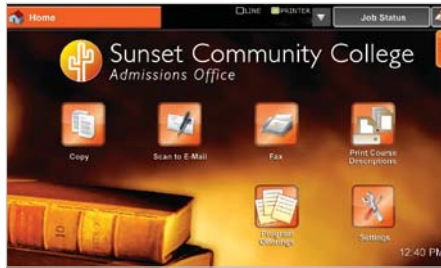 Home
LINE PRINTER
Job Status
Sunset Community College
Admissions Office
Copy
Scan to E-Mail
Fax
Print Course
Descriptions
Program
Settings
12:40 PM